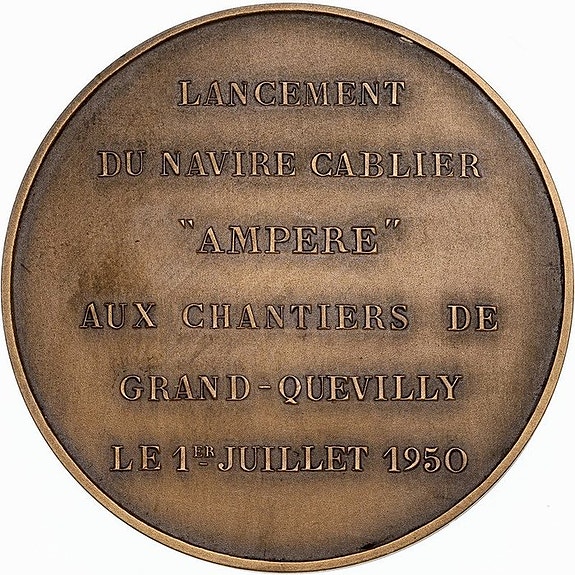 LANCEMENT
DU NAVIRE CABLIER
"AMPERE"
AUX CHANTIERS DE
GRAND-QUEVILLY
LE 1ER JUILLET 1950